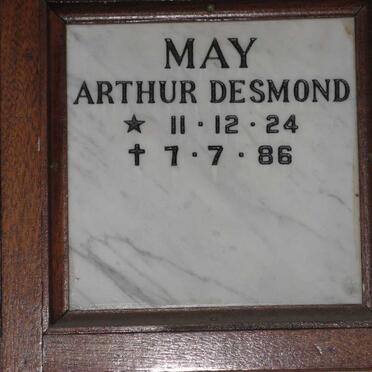 MAY
ARTHUR DESMOND
★ 11·12·24
✝ 7·7·86